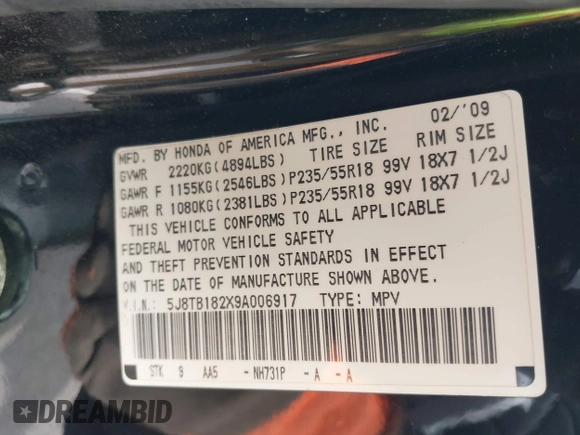 02/'09
MFD. BY HONDA OF AMERICA MFG., INC.
GVWR 2220KG(4894LBS) TIRE SIZE RIM SIZE
GAWR F 1155KG(2546LBS)P235/55R18 99V 18X7 1/2J
GAWR R 1080KG(2381LBS)P235/55R18 99V 18X7 1/2J
THIS VEHICLE CONFORMS TO ALL APPLICABLE
FEDERAL MOTOR VEHICLE SAFETY
AND THEFT PREVENTION STANDARDS IN EFFECT
ON THE DATE OF MANUFACTURE SHOWN ABOVE.
V.I.N.: 5J8TB182X9A006917 TYPE: MPV
STK 9 AA5 -NH731P -A -A
DREAMBID